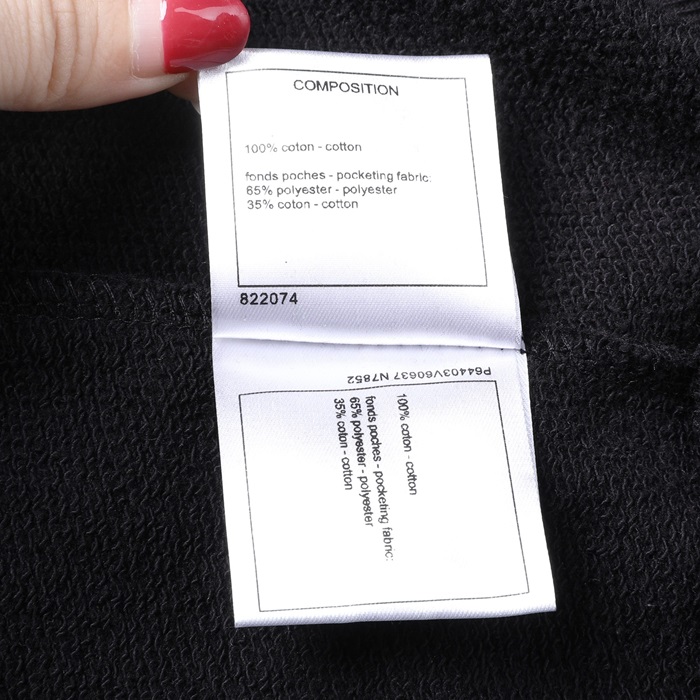 COMPOSITION
100% coton - cotton
fonds poches - pocketing fabric:
65% polyester - polyester
35% coton - cotton
822074
P64403V60637 N7852
100% coton - cotton
fonds poches - pocketing fabric:
65% polyester - polyester
35% coton - cotton